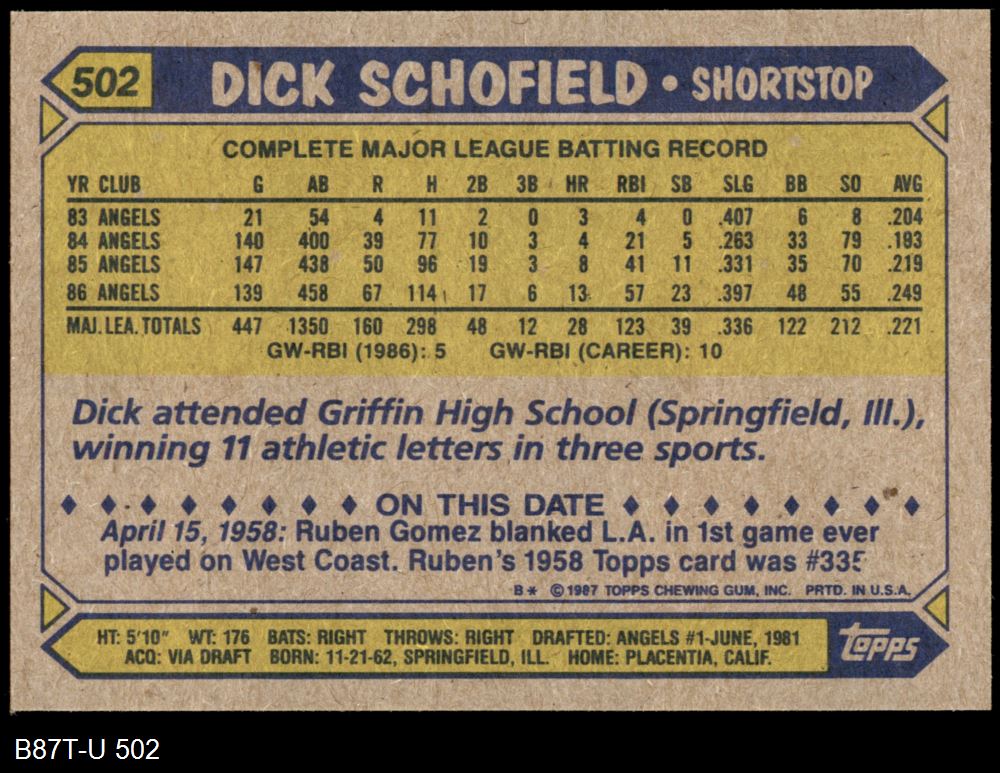 502 DICK SCHOFIELD • SHORTSTOP
COMPLETE MAJOR LEAGUE BATTING RECORD
YR CLUB G AB R H 2B 3B HR RBI SB SLG BB SO AVG
83 ANGELS 21 54 4 11 2 0 3 4 0 .407 6 8 .204
84 ANGELS 140 400 39 77 10 3 4 21 5 .263 33 79 .193
85 ANGELS 147 438 50 96 19 3 8 41 11 .331 35 70 .219
86 ANGELS 139 458 67 114 17 6 13 57 23 .397 48 55 .249
MAJ. LEA. TOTALS 447 1350 160 298 48 12 28 123 39 .336 122 212 .221
GW-RBI (1986): 5 GW-RBI (CAREER): 10
Dick attended Griffin High School (Springfield, Ill.),
winning 11 athletic letters in three sports.
♦ ♦ ♦ ♦ ♦ ♦ ♦ ♦ ON THIS DATE ♦ ♦ ♦ ♦ ♦ ♦ ♦ ♦
April 15, 1958: Ruben Gomez blanked L.A. in 1st game ever
played on West Coast. Ruben's 1958 Topps card was #335
B* © 1987 TOPPS CHEWING GUM, INC. PRTD. IN U.S.A.
HT: 5'10" WT: 176 BATS: RIGHT THROWS: RIGHT DRAFTED: ANGELS #1-JUNE, 1981
ACQ: VIA DRAFT BORN: 11-21-62, SPRINGFIELD, ILL. HOME: PLACENTIA, CALIF.
topps
B87T-U 502